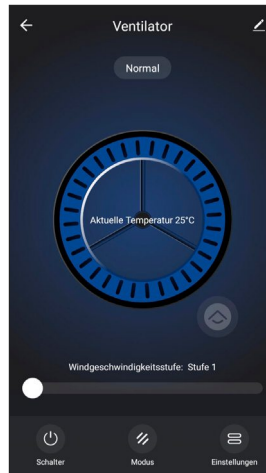 Ventilator
Normal
Aktuelle Temperatur 25°C
Windgeschwindigkeitsstufe: Stufe 1
Schalter
Modus
Einstellungen